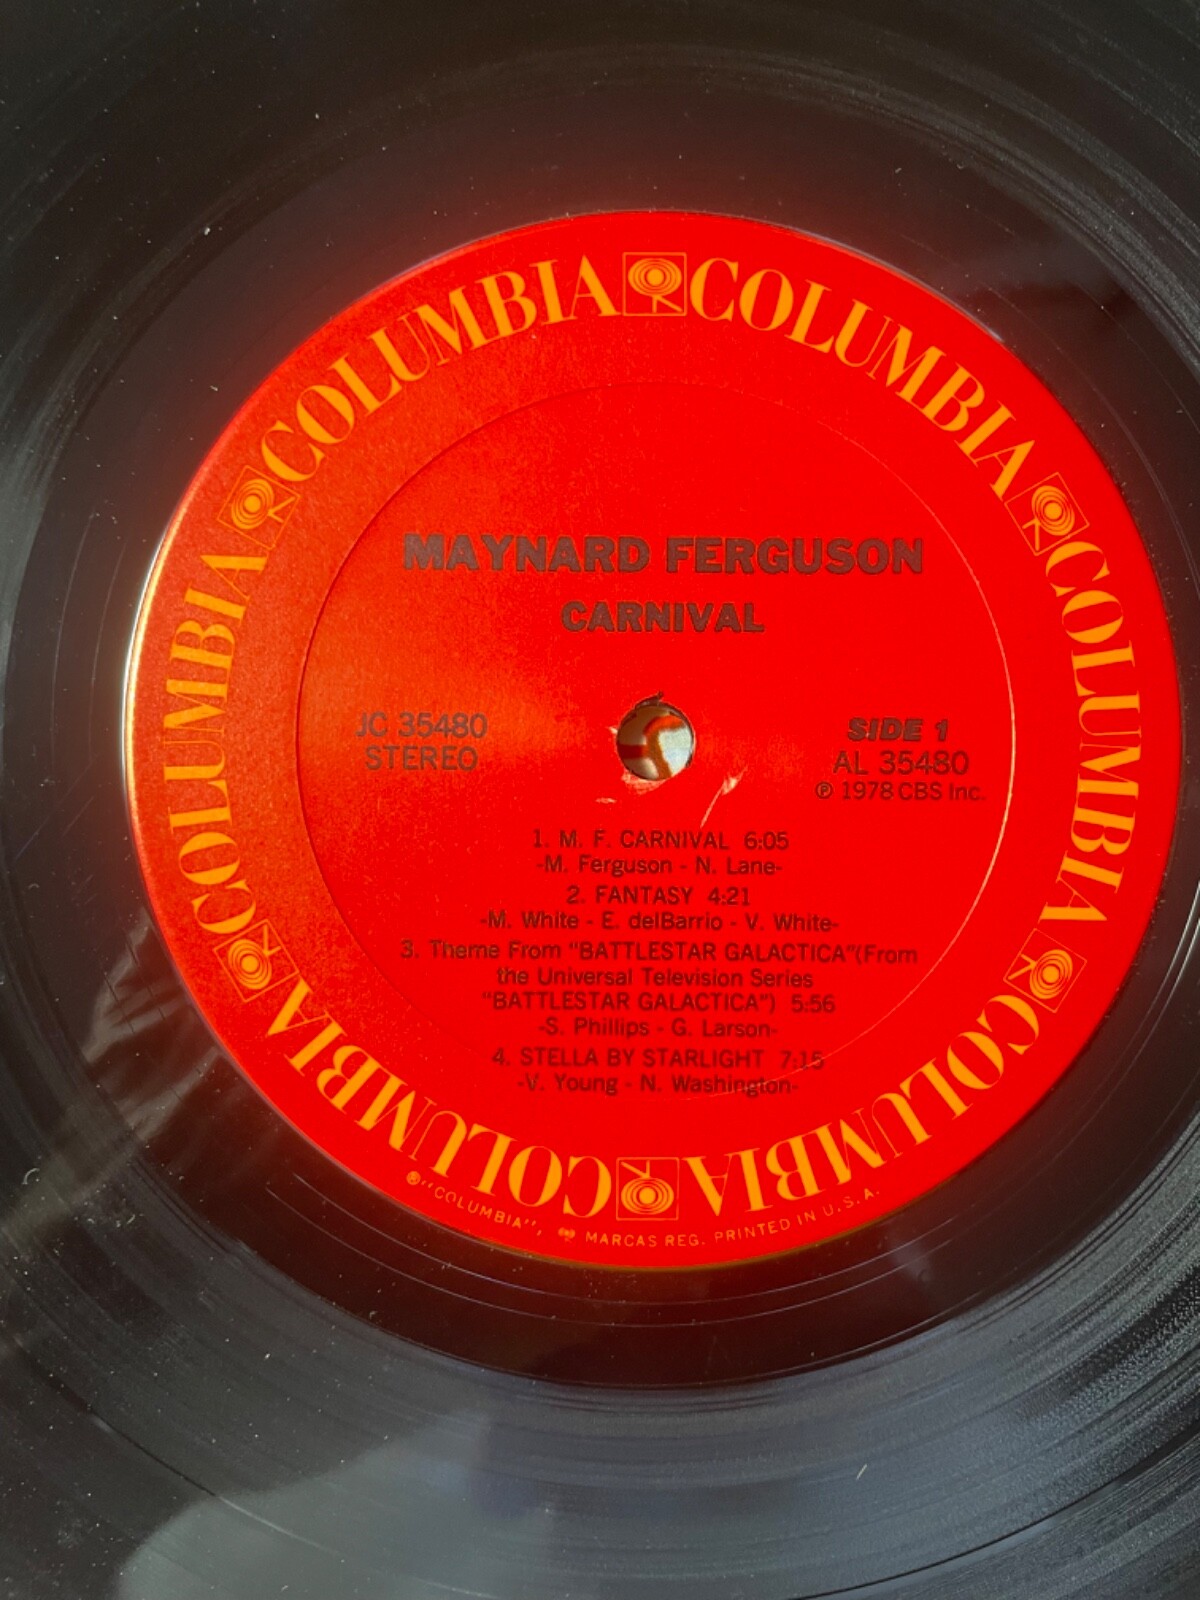 COLUMBIA COLUMBIA COLUMBIA COLUMBIA COLUMBIA COLUMBIA
MAYNARD FERGUSON
CARNIVAL
JC 35480
STEREO
SIDE 1
AL 35480
℗ 1978 CBS Inc.
1. M. F. CARNIVAL 6:05
-M. Ferguson - N. Lane-
2. FANTASY 4:21
-M. White - E. delBarrio - V. White-
3. Theme From "BATTLESTAR GALACTICA"(From
the Universal Television Series
"BATTLESTAR GALACTICA") 5:56
-S. Phillips - G. Larson-
4. STELLA BY STARLIGHT 7:15
-V. Young - N. Washington-
®"COLUMBIA", MARCAS REG. PRINTED IN U.S.A.